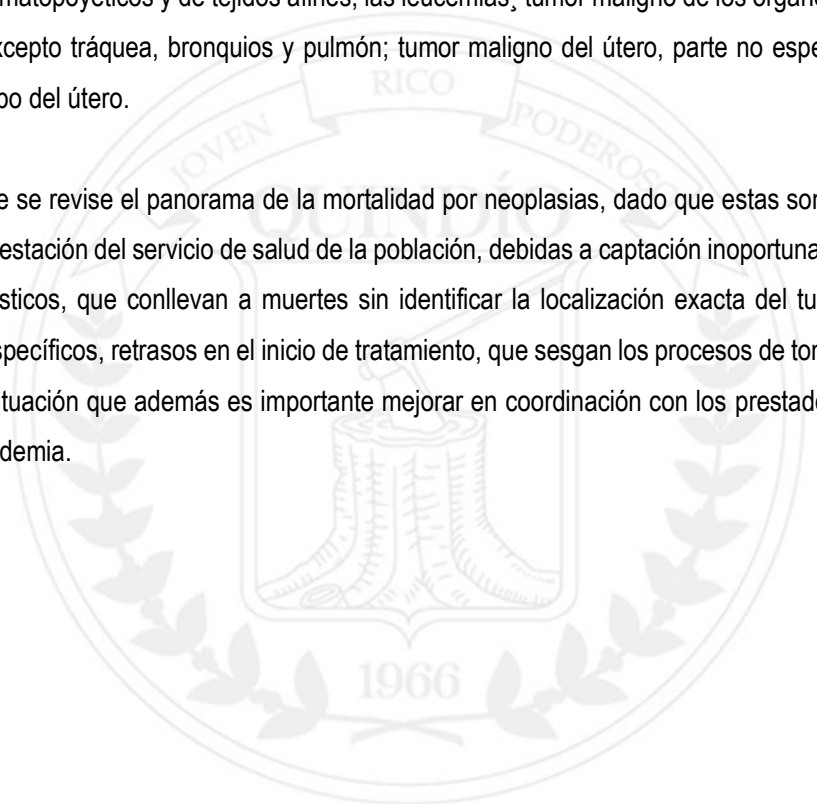 matopoyéticos y de tejidos afines, las leucemias¸ tumor maligno de los órgano
xcepto tráquea, bronquios y pulmón; tumor maligno del útero, parte no espe
po del útero.
e se revise el panorama de la mortalidad por neoplasias, dado que estas son
estación del servicio de salud de la población, debidas a captación inoportuna
sticos, que conllevan a muertes sin identificar la localización exacta del tu
specíficos, retrasos en el inicio de tratamiento, que sesgan los procesos de to
tuación que además es importante mejorar en coordinación con los prestado
demia.
JOVEN RICO PODEROSO
QUINDÍO
1966